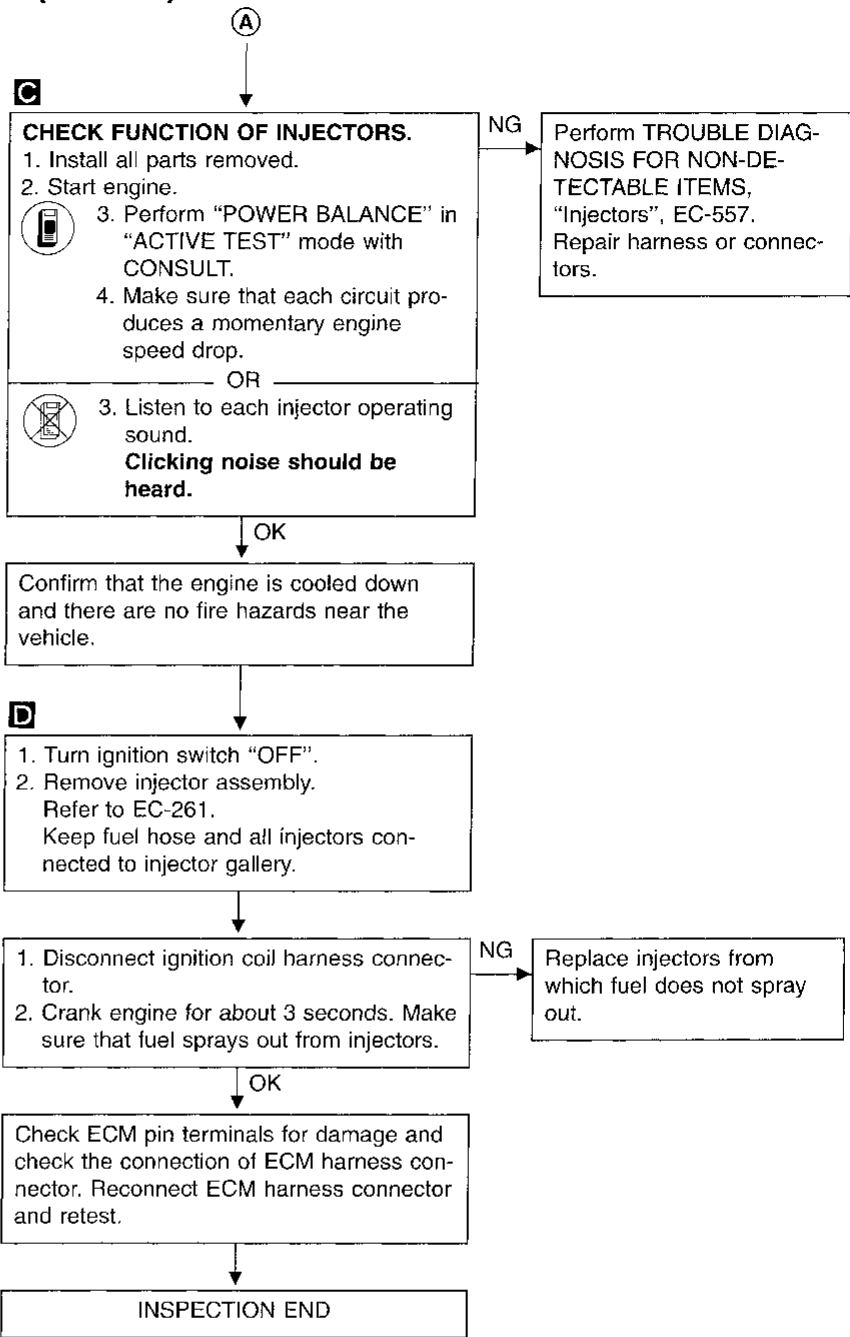 A
C
CHECK FUNCTION OF INJECTORS.
1. Install all parts removed.
2. Start engine.
3. Perform “POWER BALANCE” in
“ACTIVE TEST” mode with
CONSULT.
4. Make sure that each circuit pro-
duces a momentary engine
speed drop.
OR
3. Listen to each injector operating
sound.
Clicking noise should be
heard.
NG
Perform TROUBLE DIAG-
NOSIS FOR NON-DE-
TECTABLE ITEMS,
“Injectors”, EC-557.
Repair harness or connec-
tors.
OK
Confirm that the engine is cooled down
and there are no fire hazards near the
vehicle.
D
1. Turn ignition switch “OFF”.
2. Remove injector assembly.
Refer to EC-261.
Keep fuel hose and all injectors con-
nected to injector gallery.
1. Disconnect ignition coil harness connec-
tor.
2. Crank engine for about 3 seconds. Make
sure that fuel sprays out from injectors.
NG
Replace injectors from
which fuel does not spray
out.
OK
Check ECM pin terminals for damage and
check the connection of ECM harness con-
nector. Reconnect ECM harness connector
and retest.
INSPECTION END